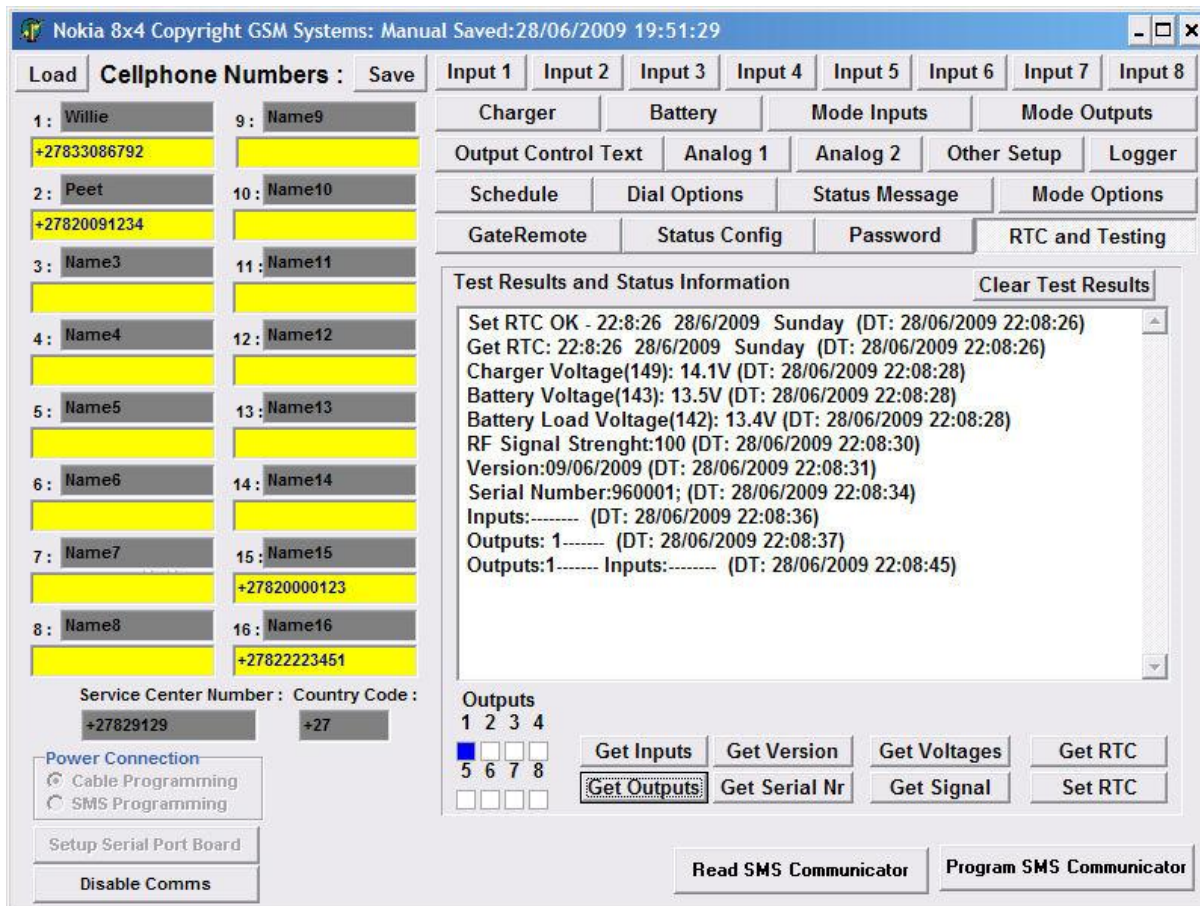 Nokia 8x4 Copyright GSM Systems: Manual Saved:28/06/2009 19:51:29
Load Cellphone Numbers : Save
1 : Willie
+27833086792
2 : Peet
+27820091234
3 : Name3
4 : Name4
5 : Name5
6 : Name6
7 : Name7
8 : Name8
9 : Name9
10 : Name10
11 : Name11
12 : Name12
13 : Name13
14 : Name14
15 : Name15
+27820000123
16 : Name16
+27822223451
Service Center Number : Country Code :
+27829129 +27
Power Connection
Cable Programming
SMS Programming
Setup Serial Port Board
Disable Comms
Input 1 Input 2 Input 3 Input 4 Input 5 Input 6 Input 7 Input 8
Charger Battery Mode Inputs Mode Outputs
Output Control Text Analog 1 Analog 2 Other Setup Logger
Schedule Dial Options Status Message Mode Options
GateRemote Status Config Password RTC and Testing
Test Results and Status Information Clear Test Results
Set RTC OK - 22:8:26 28/6/2009 Sunday (DT: 28/06/2009 22:08:26)
Get RTC: 22:8:26 28/6/2009 Sunday (DT: 28/06/2009 22:08:26)
Charger Voltage(149): 14.1V (DT: 28/06/2009 22:08:28)
Battery Voltage(143): 13.5V (DT: 28/06/2009 22:08:28)
Battery Load Voltage(142): 13.4V (DT: 28/06/2009 22:08:28)
RF Signal Strenght:100 (DT: 28/06/2009 22:08:30)
Version:09/06/2009 (DT: 28/06/2009 22:08:31)
Serial Number:960001; (DT: 28/06/2009 22:08:34)
Inputs:-------- (DT: 28/06/2009 22:08:36)
Outputs: 1------- (DT: 28/06/2009 22:08:37)
Outputs:1------- Inputs:-------- (DT: 28/06/2009 22:08:45)
Outputs
1 2 3 4
5 6 7 8
Get Inputs Get Version Get Voltages Get RTC
Get Outputs Get Serial Nr Get Signal Set RTC
Read SMS Communicator Program SMS Communicator